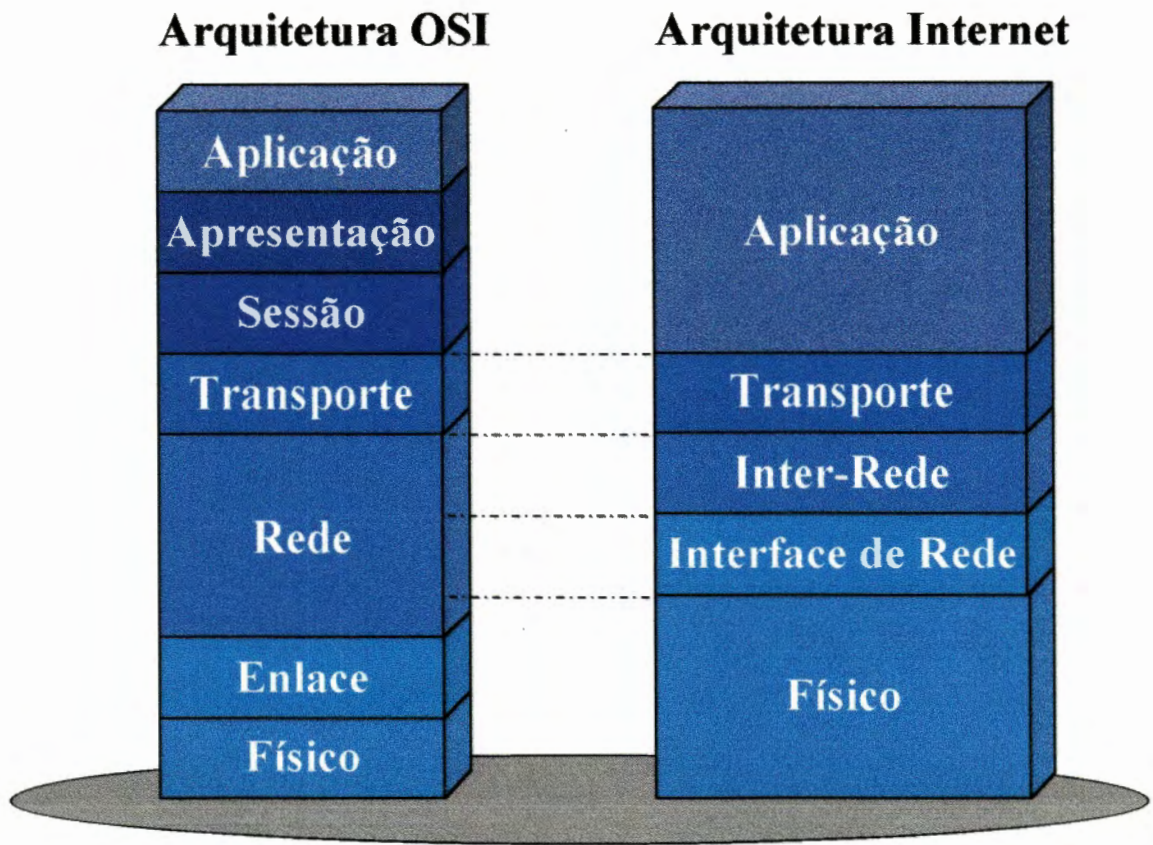 Arquitetura OSI
Aplicação
Apresentação
Sessão
Transporte
Rede
Enlace
Físico
Arquitetura Internet
Aplicação
Transporte
Inter-Rede
Interface de Rede
Físico